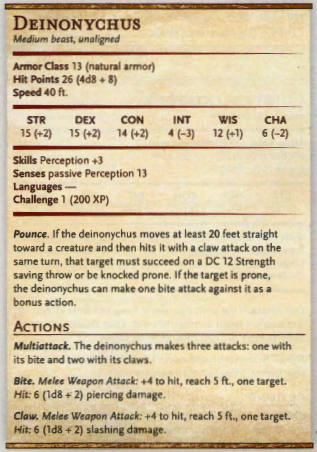 DEINONYCHUS
Medium beast, unaligned
Armor Class 13 (natural armor)
Hit Points 26 (4d8 + 8)
Speed 40 ft.
STR DEX CON INT WIS CHA
15 (+2) 15 (+2) 14 (+2) 4 (−3) 12 (+1) 6 (−2)
Skills Perception +3
Senses passive Perception 13
Languages —
Challenge 1 (200 XP)
Pounce. If the deinonychus moves at least 20 feet straight
toward a creature and then hits it with a claw attack on the
same turn, that target must succeed on a DC 12 Strength
saving throw or be knocked prone. If the target is prone,
the deinonychus can make one bite attack against it as a
bonus action.
ACTIONS
Multiattack. The deinonychus makes three attacks: one with
its bite and two with its claws.
Bite. Melee Weapon Attack: +4 to hit, reach 5 ft., one target.
Hit: 6 (1d8 + 2) piercing damage.
Claw. Melee Weapon Attack: +4 to hit, reach 5 ft., one target.
Hit: 6 (1d8 + 2) slashing damage.